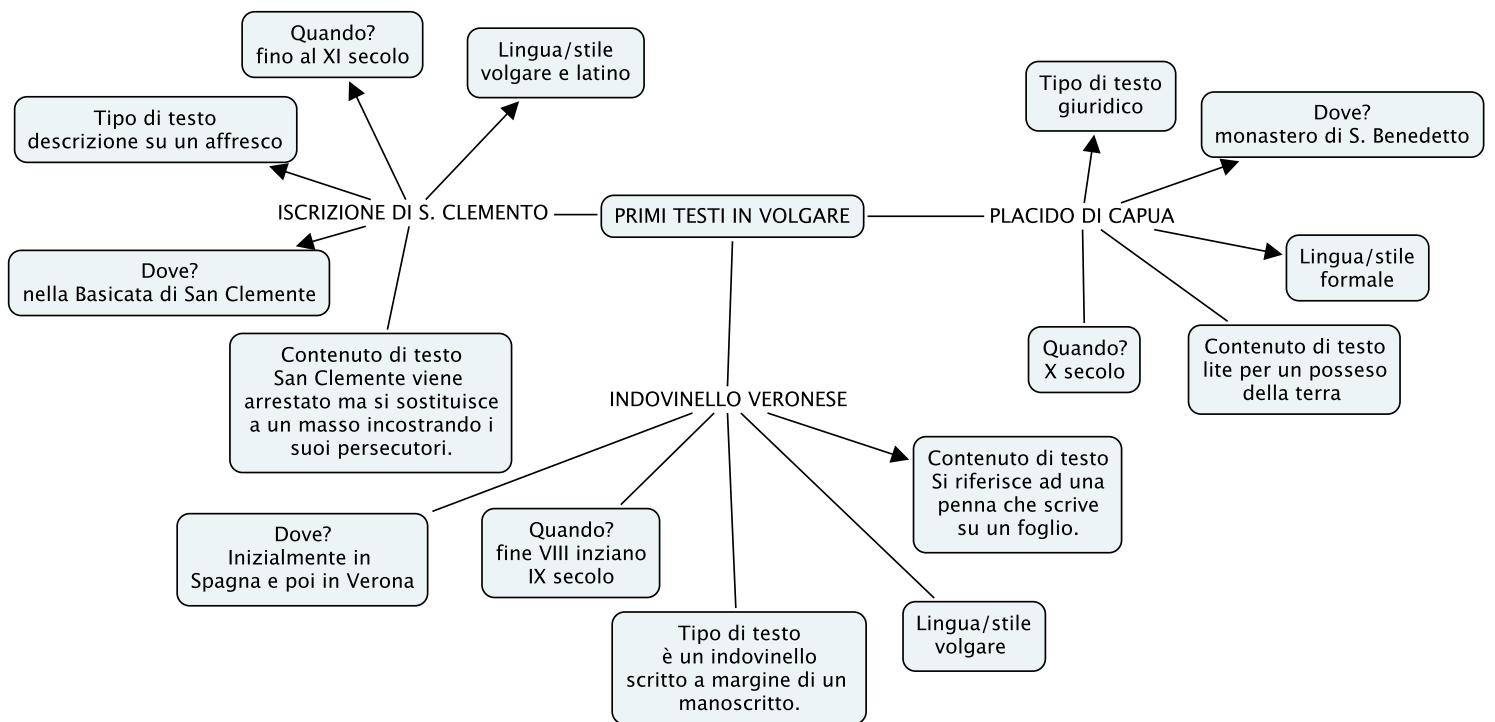 Quando?
fino al XI secolo
Lingua/stile
volgare e latino
Tipo di testo
descrizione su un affresco
ISCRIZIONE DI S. CLEMENTO
Dove?
nella Basicata di San Clemente
Contenuto di testo
San Clemente viene
arrestato ma si sostituisce
a un masso incostrando i
suoi persecutori.
PRIMI TESTI IN VOLGARE
Tipo di testo
giuridico
Dove?
monastero di S. Benedetto
PLACIDO DI CAPUA
Lingua/stile
formale
Quando?
X secolo
Contenuto di testo
lite per un posseso
della terra
INDOVINELLO VERONESE
Contenuto di testo
Si riferisce ad una
penna che scrive
su un foglio.
Dove?
Inizialmente in
Spagna e poi in Verona
Quando?
fine VIII inziano
IX secolo
Tipo di testo
è un indovinello
scritto a margine di un
manoscritto.
Lingua/stile
volgare